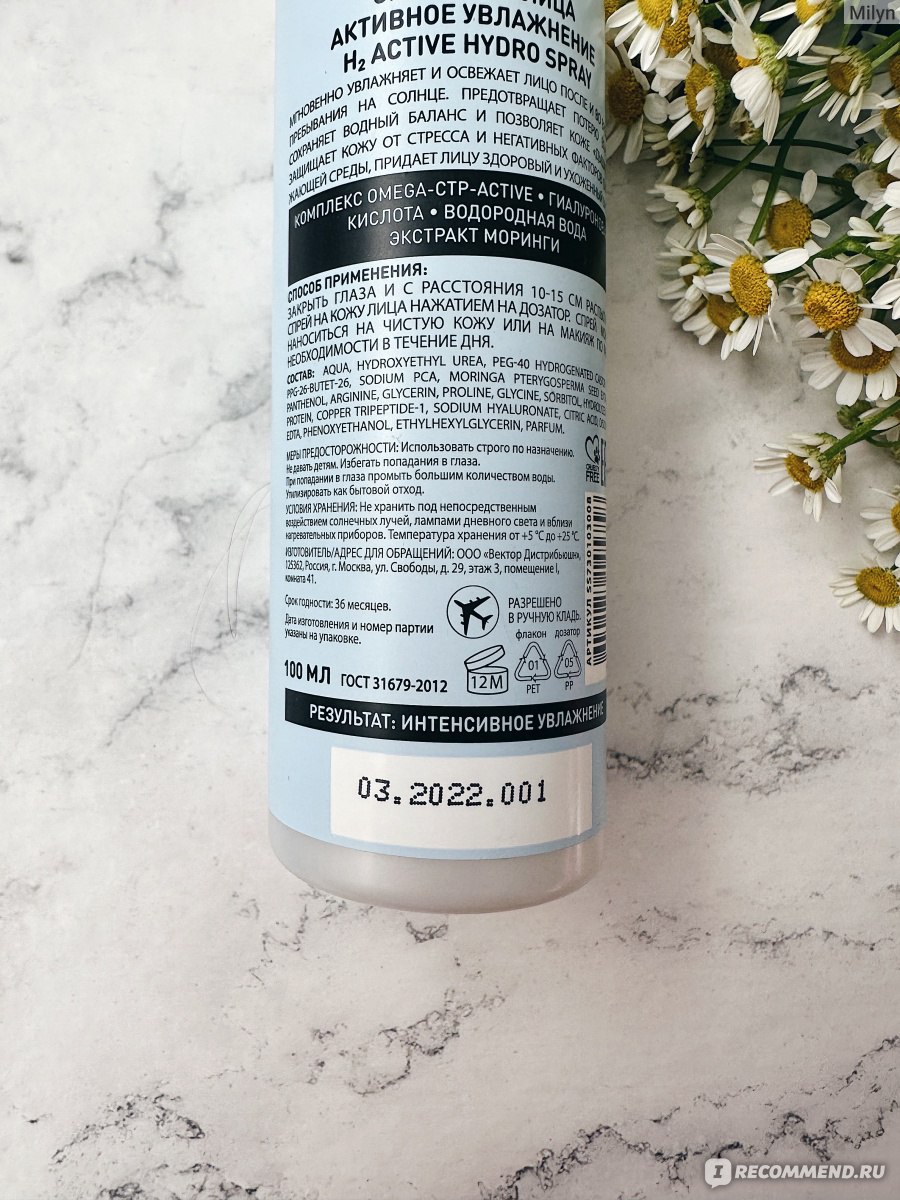 Milyn
АКТИВНОЕ УВЛАЖНЕНИЕ
H₂ ACTIVE HYDRO SPRAY
МГНОВЕННО УВЛАЖНЯЕТ И ОСВЕЖАЕТ ЛИЦО ПОСЛЕ И ВО
ПРЕБЫВАНИЯ НА СОЛНЦЕ. ПРЕДОТВРАЩАЕТ ПОТЕРЮ
СОХРАНЯЕТ ВОДНЫЙ БАЛАНС И ПОЗВОЛЯЕТ КОЖЕ
ЗАЩИЩАЕТ КОЖУ ОТ СТРЕССА И НЕГАТИВНЫХ ФАКТОРОВ
ЖАЮЩЕЙ СРЕДЫ, ПРИДАЕТ ЛИЦУ ЗДОРОВЫЙ И УХОЖЕННЫЙ
КОМПЛЕКС OMEGA-CTP-ACTIVE • ГИАЛУРОНОВ
КИСЛОТА • ВОДОРОДНАЯ ВОДА
ЭКСТРАКТ МОРИНГИ
СПОСОБ ПРИМЕНЕНИЯ:
ЗАКРЫТЬ ГЛАЗА И С РАССТОЯНИЯ 10-15 СМ
СПРЕЙ НА КОЖУ ЛИЦА НАЖАТИЕМ НА ДОЗАТОР. СПРЕЙ
НАНОСИТЬСЯ НА ЧИСТУЮ КОЖУ ИЛИ НА МАКИЯЖ ПО
НЕОБХОДИМОСТИ В ТЕЧЕНИЕ ДНЯ.
СОСТАВ: AQUA, HYDROXYETHYL UREA, PEG-40 HYDROGENATED
PPG-26-BUTET-26, SODIUM PCA, MORINGA PTERYGOSPERMA SEED
PANTHENOL, ARGININE, GLYCERIN, PROLINE, GLYCINE, SORBITOL,
PROTEIN, COPPER TRIPEPTIDE-1, SODIUM HYALURONATE, CITRIC ACID,
EDTA, PHENOXYETHANOL, ETHYLHEXYLGLYCERIN, PARFUM.
МЕРЫ ПРЕДОСТОРОЖНОСТИ: Использовать строго по назначению.
Не давать детям. Избегать попадания в глаза.
При попадании в глаза промыть большим количеством воды.
Утилизировать как бытовой отход.
CRUELTY
FREE
УСЛОВИЯ ХРАНЕНИЯ: Не хранить под непосредственным
воздействием солнечных лучей, лампами дневного света и вблизи
нагревательных приборов. Температура хранения от +5 °С до +25 °С.
ИЗГОТОВИТЕЛЬ/АДРЕС ДЛЯ ОБРАЩЕНИЙ: ООО «Вектор Дистрибьюшн»,
125362, Россия, г. Москва, ул. Свободы, д. 29, этаж 3, помещение I,
комната 41.
Срок годности: 36 месяцев.
Дата изготовления и номер партии
указаны на упаковке.
РАЗРЕШЕНО
В РУЧНУЮ КЛАДЬ.
флакон дозатор
01 05
PET PP
12М
АРТИКУЛ SS730103008
100 МЛ ГОСТ 31679-2012
РЕЗУЛЬТАТ: ИНТЕНСИВНОЕ УВЛАЖНЕНИЕ
03.2022.001
IRECOMMEND.RU